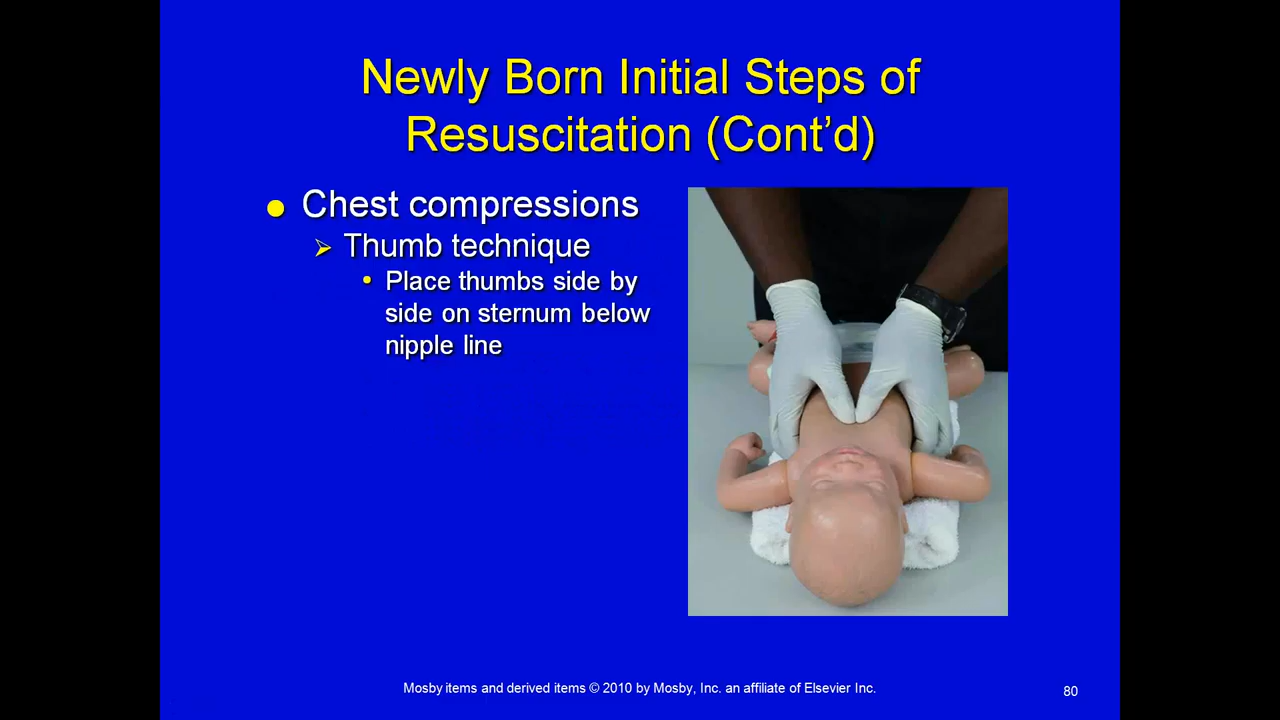 Newly Born Initial Steps of
Resuscitation (Cont’d)
Chest compressions
Thumb technique
Place thumbs side by
side on sternum below
nipple line
Mosby items and derived items © 2010 by Mosby, Inc. an affiliate of Elsevier Inc.
80